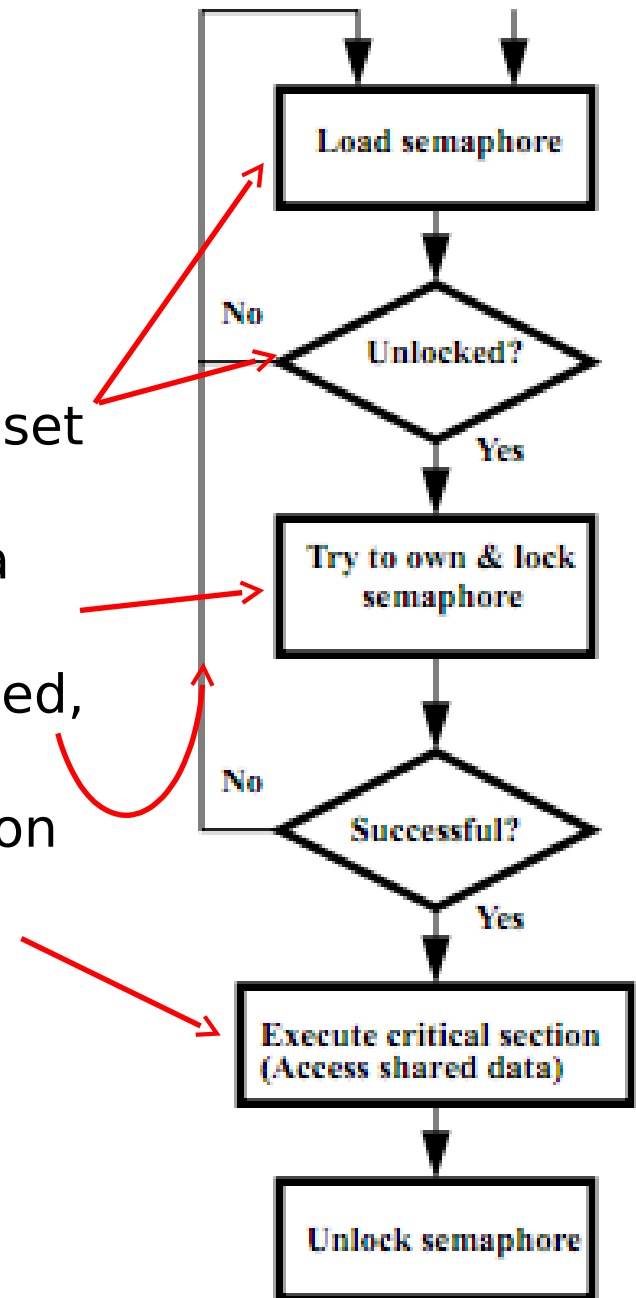 Load semaphore
No
Unlocked?
set
Yes
a
Try to own & lock
semaphore
ed,
No
on
Successful?
Yes
Execute critical section
(Access shared data)
Unlock semaphore